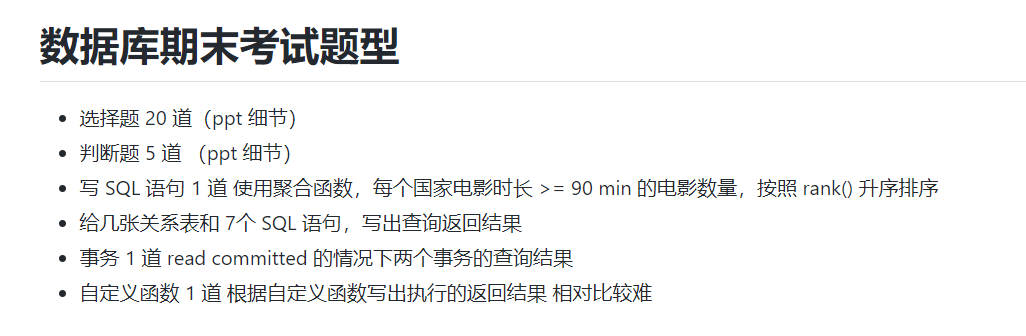 数据库期末考试题型
选择题 20 道（ppt 细节）
判断题 5 道 （ppt 细节）
写 SQL 语句 1 道 使用聚合函数，每个国家电影时长 >= 90 min 的电影数量，按照 rank() 升序排序
给几张关系表和 7个 SQL 语句，写出查询返回结果
事务 1 道 read committed 的情况下两个事务的查询结果
自定义函数 1 道 根据自定义函数写出执行的返回结果 相对比较难